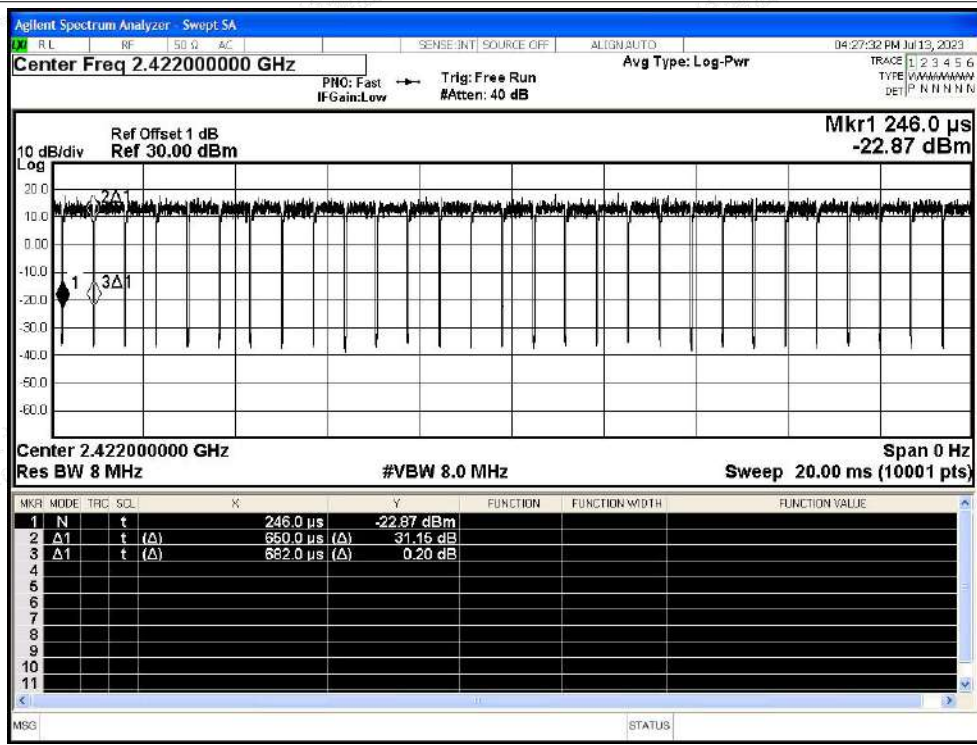 Agilent Spectrum Analyzer - Swept SA
LXI RL RF 50 Ω AC SENSE:INT SOURCE OFF ALIGN AUTO 04:27:32 PM Jul 13, 2023
Center Freq 2.422000000 GHz Avg Type: Log-Pwr TRACE 1 2 3 4 5 6
PNO: Fast Trig: Free Run TYPE
IFGain:Low #Atten: 40 dB DET P N N N N N
Mkr1 246.0 µs
Ref Offset 1 dB
10 dB/div Ref 30.00 dBm -22.87 dBm
Log
20.0
2Δ1
10.0
0.00
-10.0
1 3Δ1
-20.0
-30.0
-40.0
-50.0
-60.0
Center 2.422000000 GHz Span 0 Hz
Res BW 8 MHz #VBW 8.0 MHz Sweep 20.00 ms (10001 pts)
MKR MODE TRC SCL X Y FUNCTION FUNCTION WIDTH FUNCTION VALUE
1 N t 246.0 µs -22.87 dBm
2 Δ1 t (Δ) 650.0 µs (Δ) 31.15 dB
3 Δ1 t (Δ) 682.0 µs (Δ) 0.20 dB
4
5
6
7
8
9
10
11
MSG STATUS